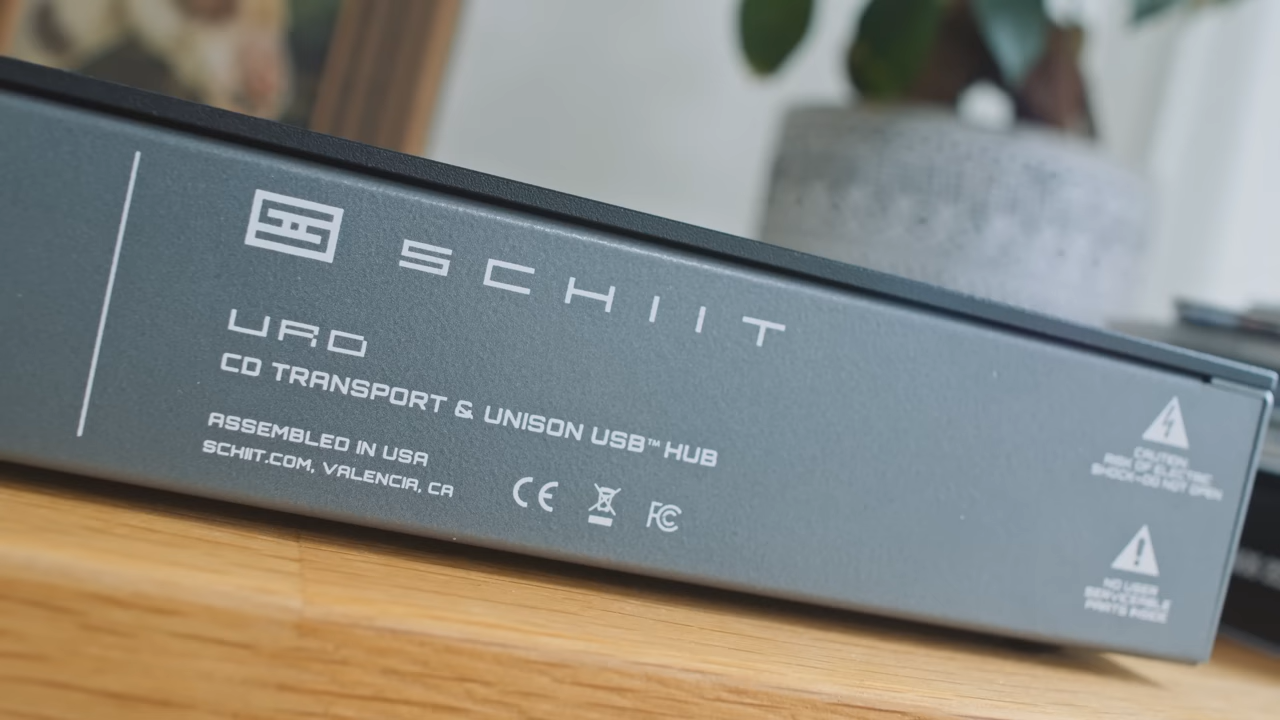 SCHIIT
URD
CD TRANSPORT & UNISON USB™ HUB
ASSEMBLED IN USA
SCHIIT.COM, VALENCIA, CA
CE
FC
CAUTION
RISK OF ELECTRIC
SHOCK-DO NOT OPEN
NO USER
SERVICEABLE
PARTS INSIDE